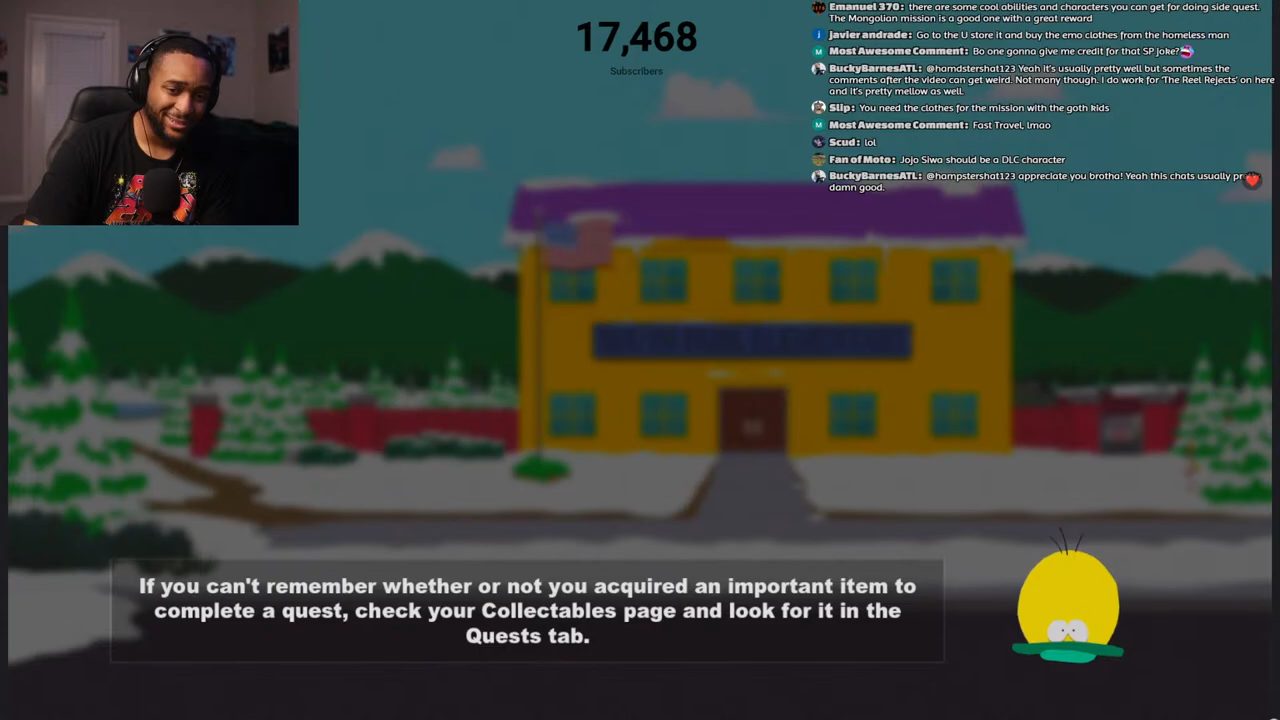 17,468
Subscribers
Emanuel 370: there are some cool abilities and characters you can get for doing side quest.
The Mongolian mission is a good one with a great reward
Javier andrade: Go to the U store it and buy the emo clothes from the homeless man
Most Awesome Comment: Bo one gonna give me credit for that SP joke?
BuckyBarnesATL: @hamdstershat123 Yeah it's usually pretty well but sometimes the
comments after the video can get weird. Not many though. I do work for 'The Reel Rejects' on here
and it's pretty mellow as well.
Slip: You need the clothes for the mission with the goth kids
Most Awesome Comment: Fast Travel, lmao
Scud: lol
Fan of Moto: Jojo Siwa should be a DLC character
BuckyBarnesATL: @hampstershat123 appreciate you brotha! Yeah this chats usually pr
damn good.
If you can't remember whether or not you acquired an important item to
complete a quest, check your Collectables page and look for it in the
Quests tab.